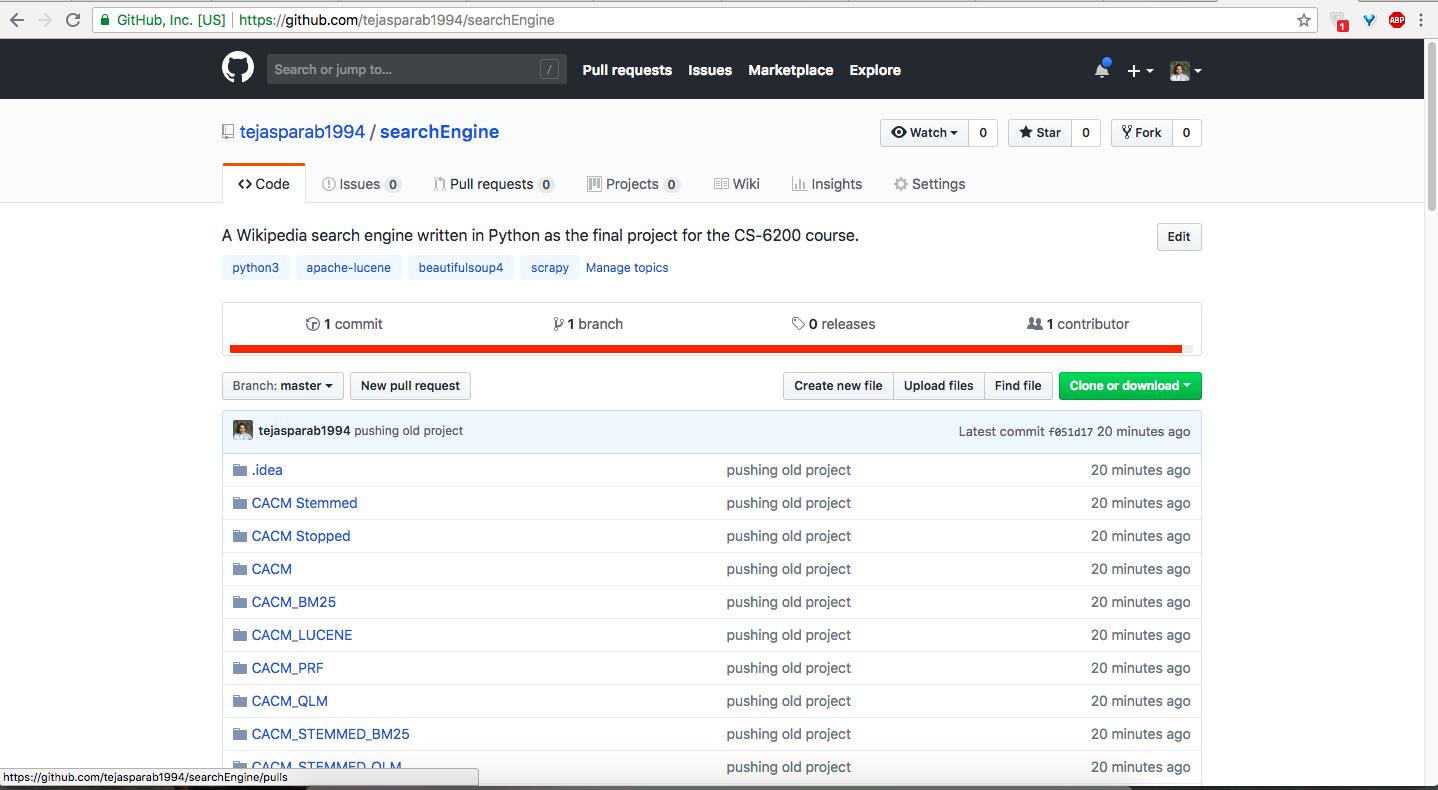 GitHub, Inc. [US] | https://github.com/tejasparab1994/searchEngine
1
ABP
Search or jump to... /
Pull requests Issues Marketplace Explore
tejasparab1994 / searchEngine
Watch 0 Star 0 Fork 0
Code Issues 0 Pull requests 0 Projects 0 Wiki Insights Settings
A Wikipedia search engine written in Python as the final project for the CS-6200 course. Edit
python3 apache-lucene beautifulsoup4 scrapy Manage topics
1 commit 1 branch 0 releases 1 contributor
Branch: master New pull request Create new file Upload files Find file Clone or download
tejasparab1994 pushing old project Latest commit f051d17 20 minutes ago
.idea pushing old project 20 minutes ago
CACM Stemmed pushing old project 20 minutes ago
CACM Stopped pushing old project 20 minutes ago
CACM pushing old project 20 minutes ago
CACM_BM25 pushing old project 20 minutes ago
CACM_LUCENE pushing old project 20 minutes ago
CACM_PRF pushing old project 20 minutes ago
CACM_QLM pushing old project 20 minutes ago
CACM_STEMMED_BM25 pushing old project 20 minutes ago
CACM_STEMMED_QLM pushing old project 20 minutes ago
https://github.com/tejasparab1994/searchEngine/pulls